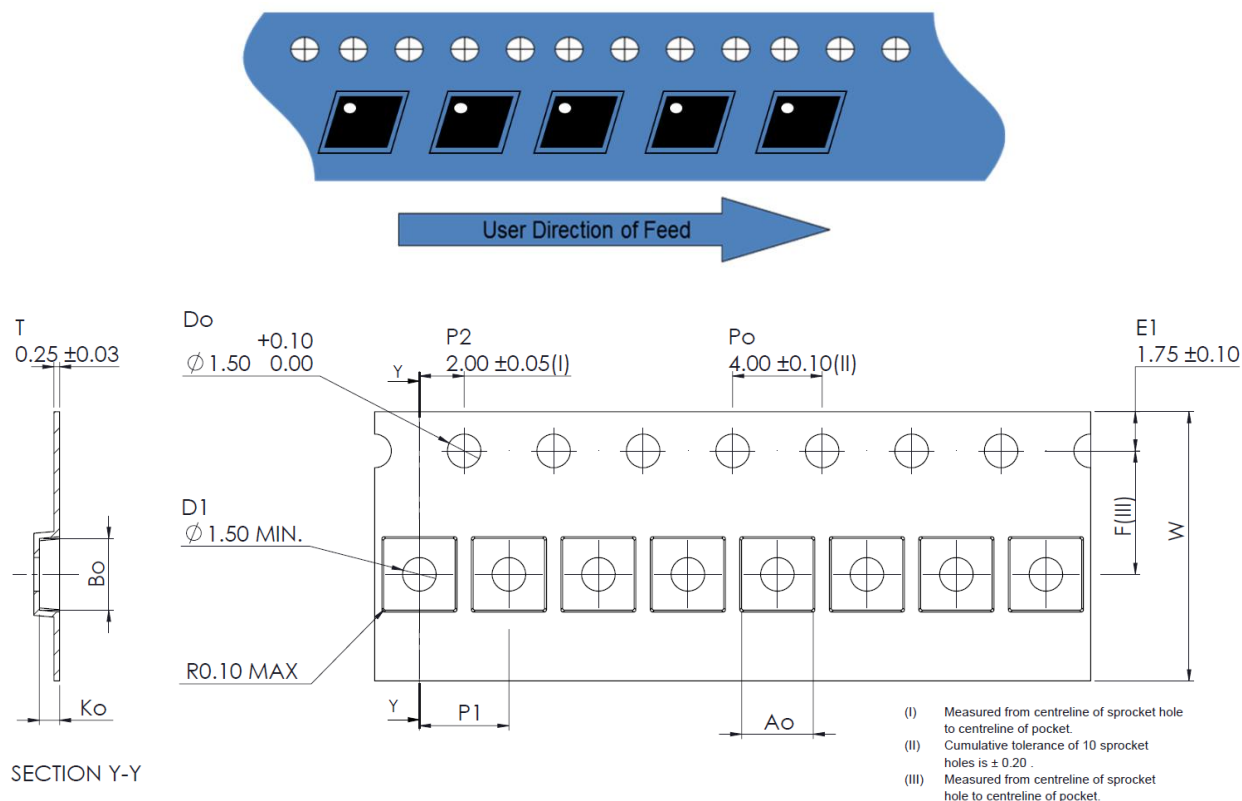 User Direction of Feed
T
0.25 ±0.03
Do
+0.10
∅ 1.50 0.00
P2
2.00 ±0.05(I)
Po
4.00 ±0.10(II)
E1
1.75 ±0.10
Y
D1
∅ 1.50 MIN.
Bo
F(III)
W
R0.10 MAX
Ko
Y
P1
Ao
SECTION Y-Y
(I) Measured from centreline of sprocket hole
to centreline of pocket.
(II) Cumulative tolerance of 10 sprocket
holes is ± 0.20 .
(III) Measured from centreline of sprocket
hole to centreline of pocket.